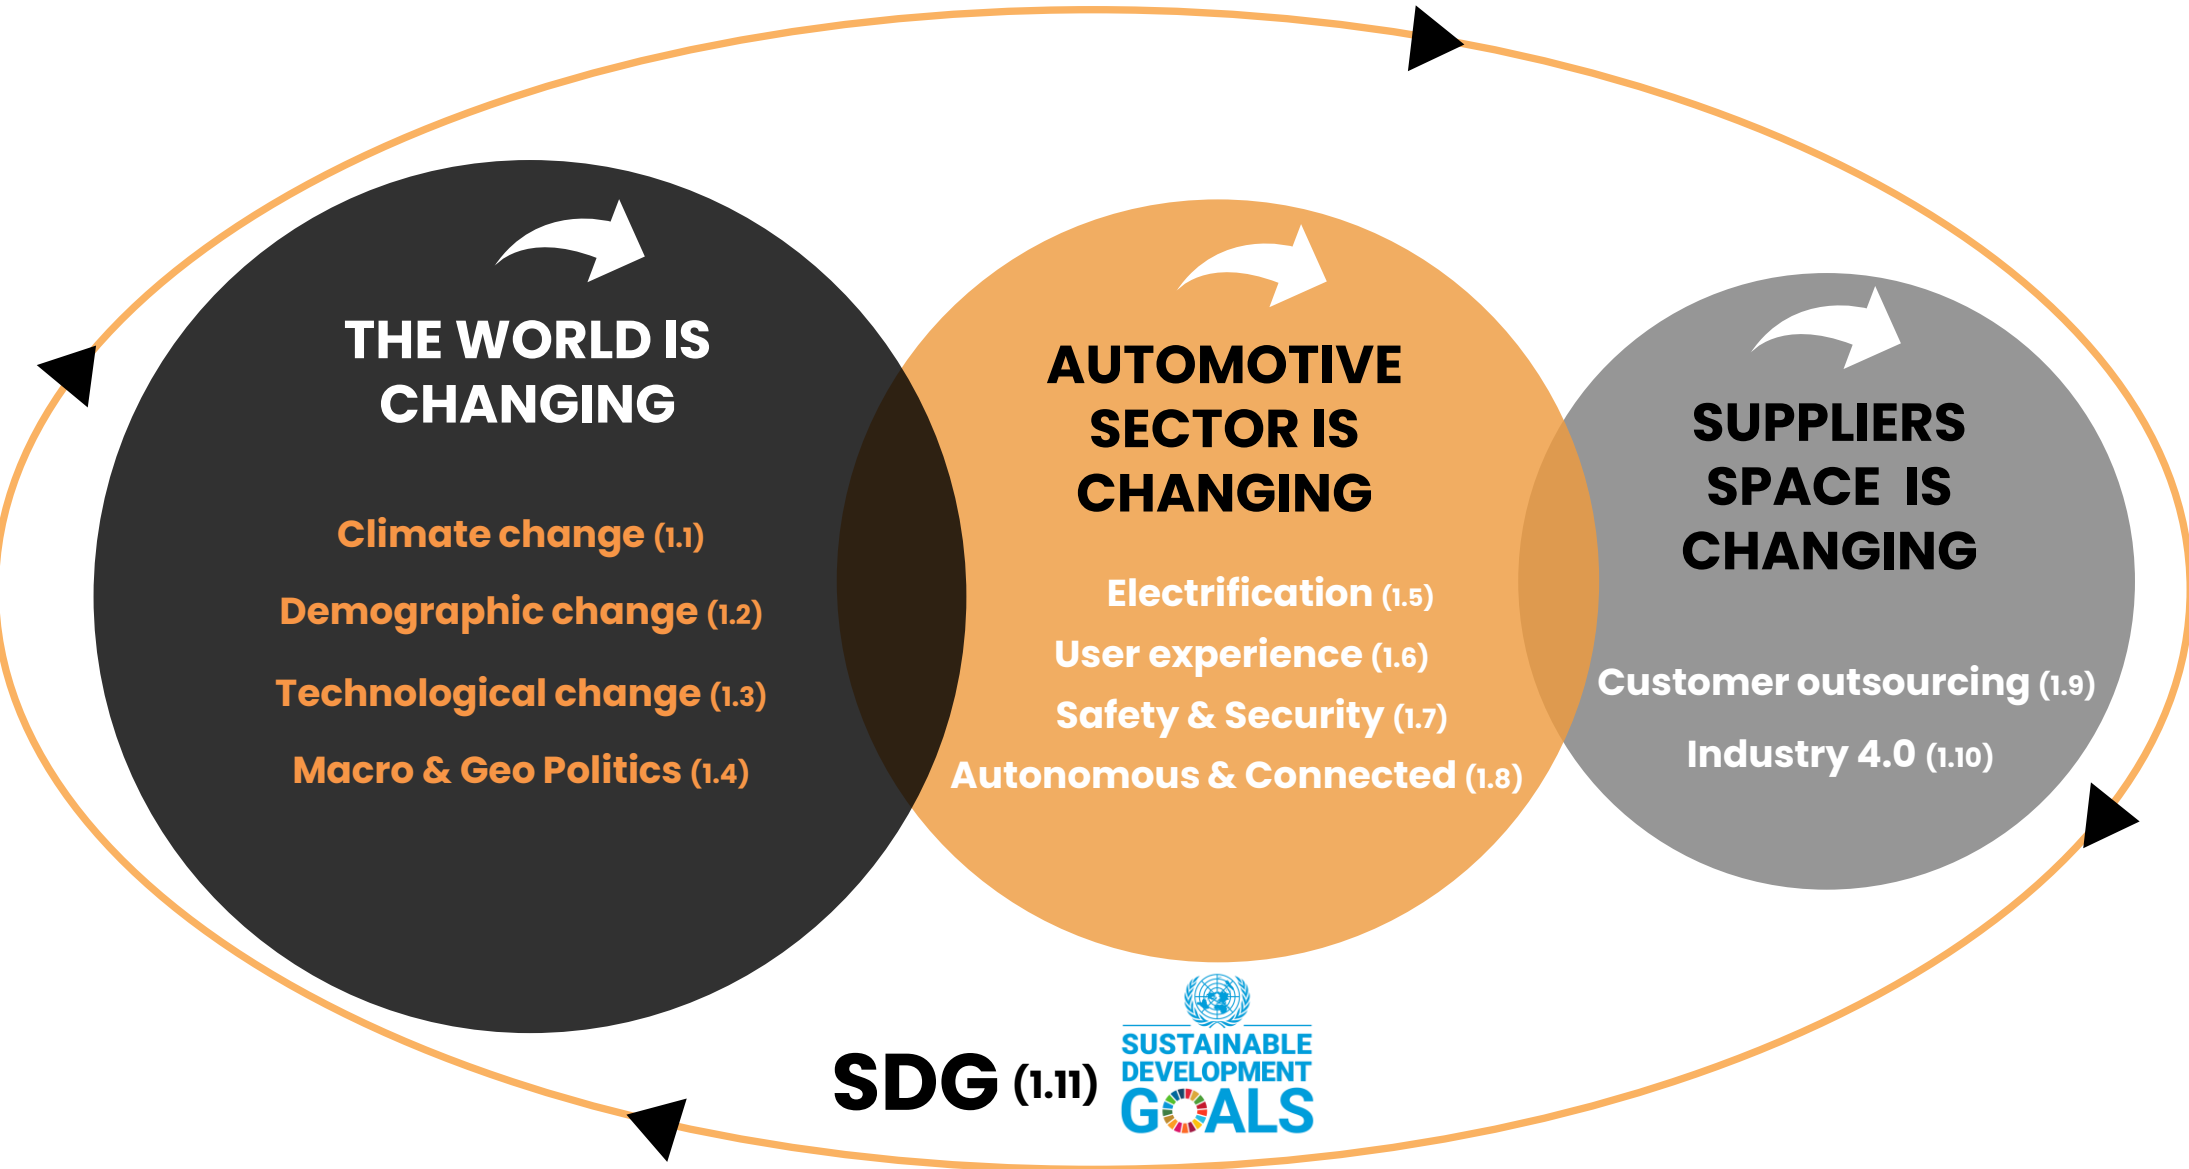 THE WORLD IS
CHANGING
Climate change (1.1)
Demographic change (1.2)
Technological change (1.3)
Macro & Geo Politics (1.4)
AUTOMOTIVE
SECTOR IS
CHANGING
Electrification (1.5)
User experience (1.6)
Safety & Security (1.7)
Autonomous & Connected (1.8)
SUPPLIERS
SPACE IS
CHANGING
Customer outsourcing (1.9)
Industry 4.0 (1.10)
SDG (1.11)
SUSTAINABLE
DEVELOPMENT
GOALS